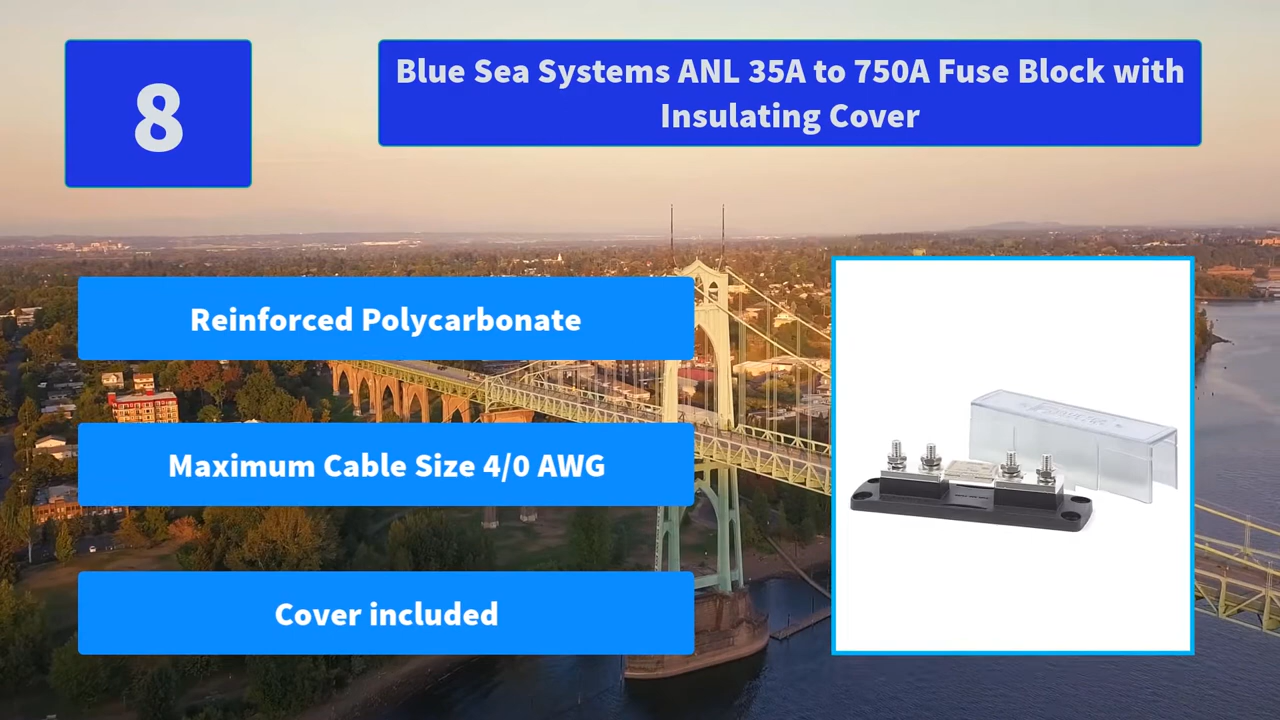 8
Blue Sea Systems ANL 35A to 750A Fuse Block with
Insulating Cover
Reinforced Polycarbonate
Maximum Cable Size 4/0 AWG
Cover included